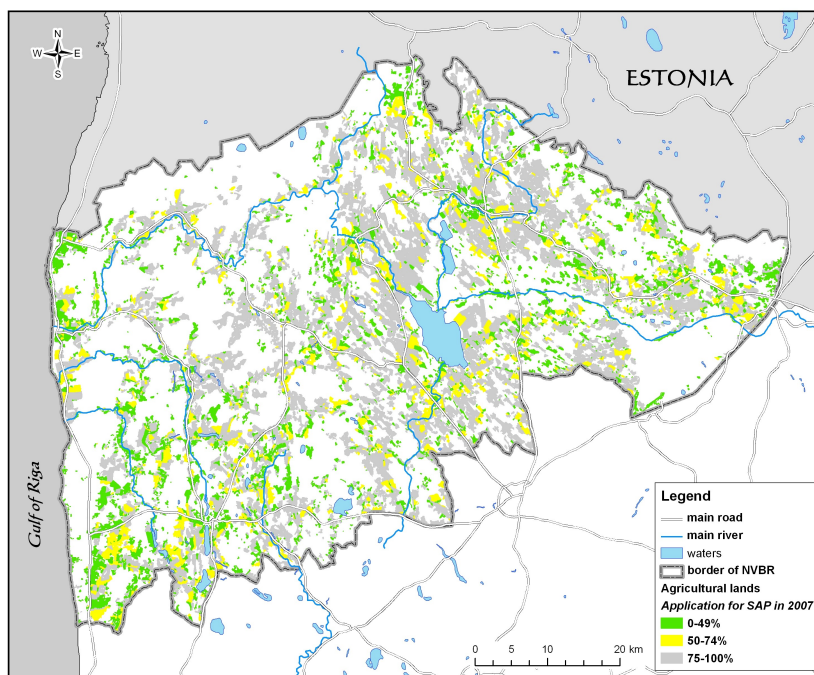 N
W E
S
ESTONIA
Gulf of Riga
Legend
main road
main river
waters
border of NVBR
Agricultural lands
Application for SAP in 2007
0-49%
50-74%
75-100%
0 5 10 20 km